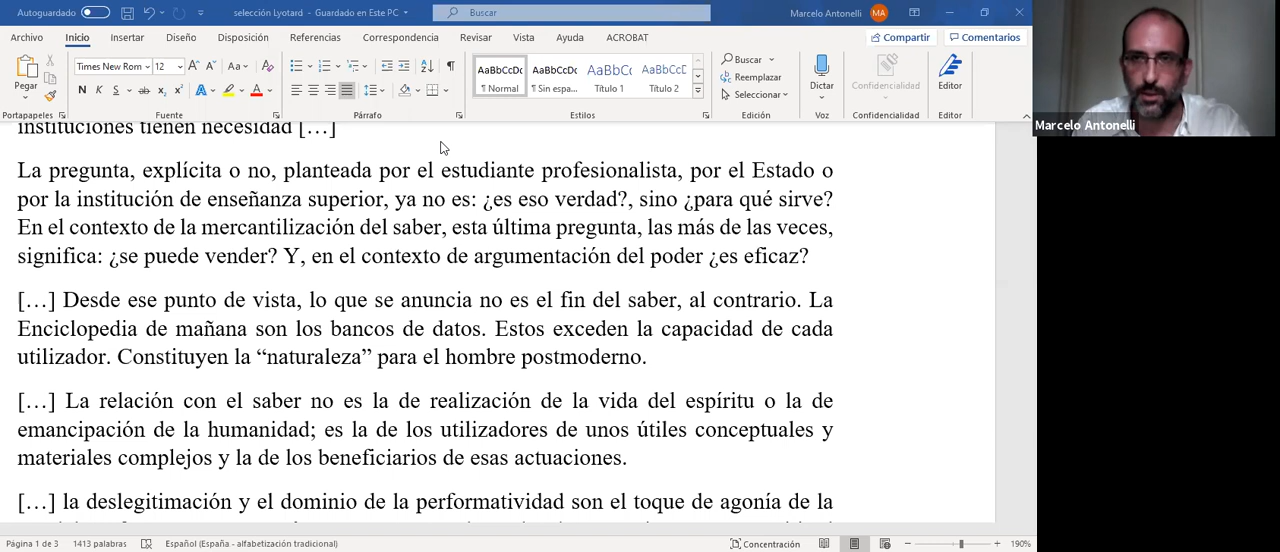 Autoguardado
selección Lyotard - Guardado en Este PC
Buscar
Marcelo Antonelli
MA
Archivo Inicio Insertar Diseño Disposición Referencias Correspondencia Revisar Vista Ayuda ACROBAT
Compartir Comentarios
Pegar
Times New Rom 12
Aa
N K S ab x₂ x²
AaBbCcDc AaBbCcDc AaBbCc AaBbCcD
¶ Normal ¶ Sin espa... Título 1 Título 2
Buscar
Reemplazar
Seleccionar
Dictar
Confidencialidad
Editor
Portapapeles Fuente Párrafo Estilos Edición Voz Confidencialidad Editor
Marcelo Antonelli
instituciones tienen necesidad […]
La pregunta, explícita o no, planteada por el estudiante profesionalista, por el Estado o
por la institución de enseñanza superior, ya no es: ¿es eso verdad?, sino ¿para qué sirve?
En el contexto de la mercantilización del saber, esta última pregunta, las más de las veces,
significa: ¿se puede vender? Y, en el contexto de argumentación del poder ¿es eficaz?
[…] Desde ese punto de vista, lo que se anuncia no es el fin del saber, al contrario. La
Enciclopedia de mañana son los bancos de datos. Estos exceden la capacidad de cada
utilizador. Constituyen la “naturaleza” para el hombre postmoderno.
[…] La relación con el saber no es la de realización de la vida del espíritu o la de
emancipación de la humanidad; es la de los utilizadores de unos útiles conceptuales y
materiales complejos y la de los beneficiarios de esas actuaciones.
[…] la deslegitimación y el dominio de la performatividad son el toque de agonía de la
Página 1 de 3 1413 palabras Español (España - alfabetización tradicional) Concentración 190%